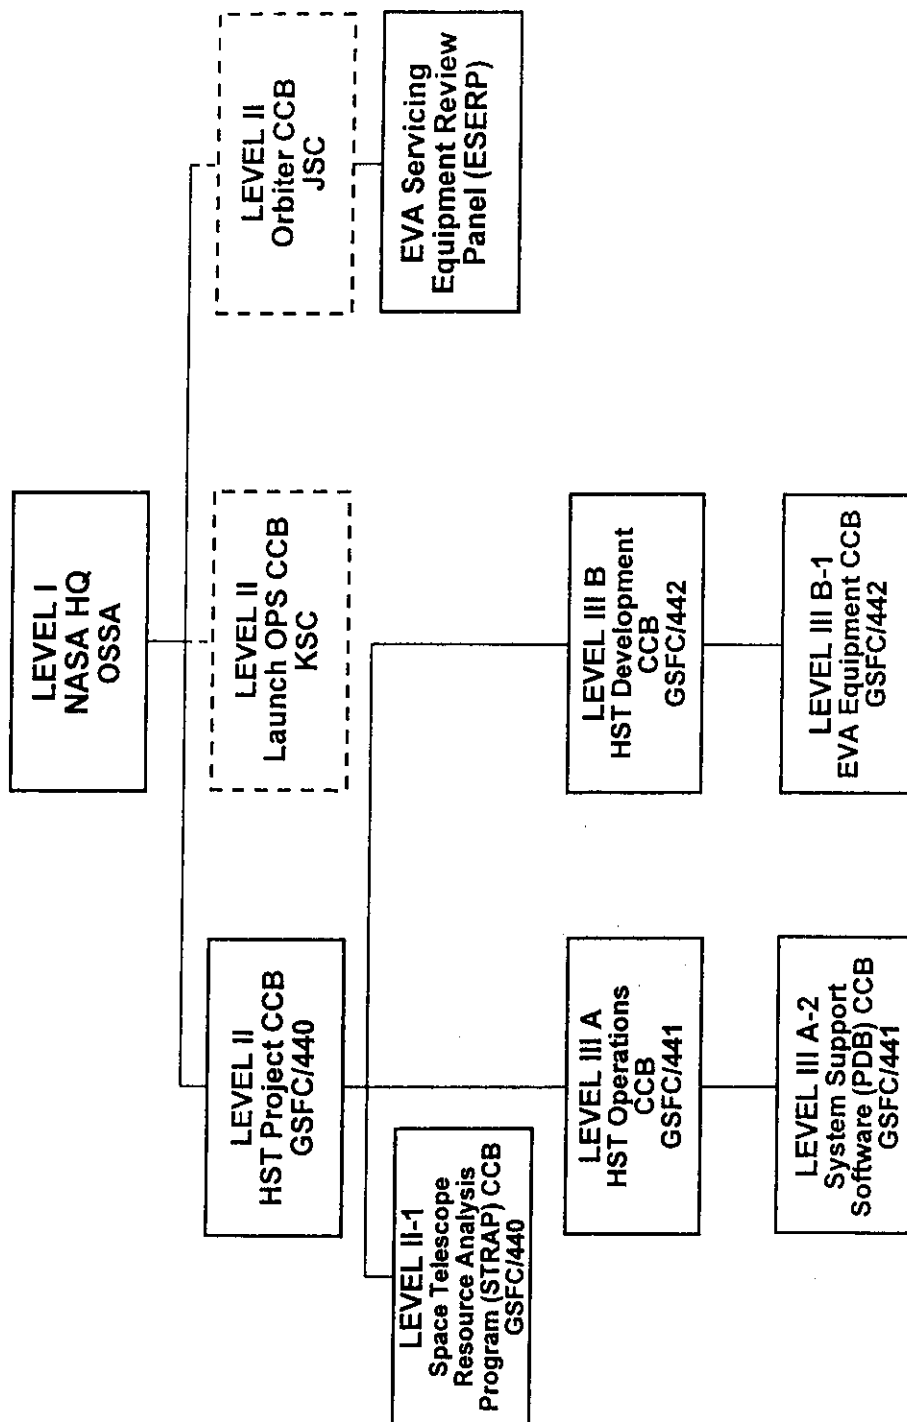 LEVEL I
NASA HQ
OSSA
LEVEL II
HST Project CCB
GSFC/440
LEVEL II
Launch OPS CCB
KSC
LEVEL II
Orbiter CCB
JSC
EVA Servicing
Equipment Review
Panel (ESERP)
LEVEL II-1
Space Telescope
Resource Analysis
Program (STRAP) CCB
GSFC/440
LEVEL III A
HST Operations
CCB
GSFC/441
LEVEL III B
HST Development
CCB
GSFC/442
LEVEL III A-2
System Support
Software (PDB) CCB
GSFC/441
LEVEL III B-1
EVA Equipment CCB
GSFC/442